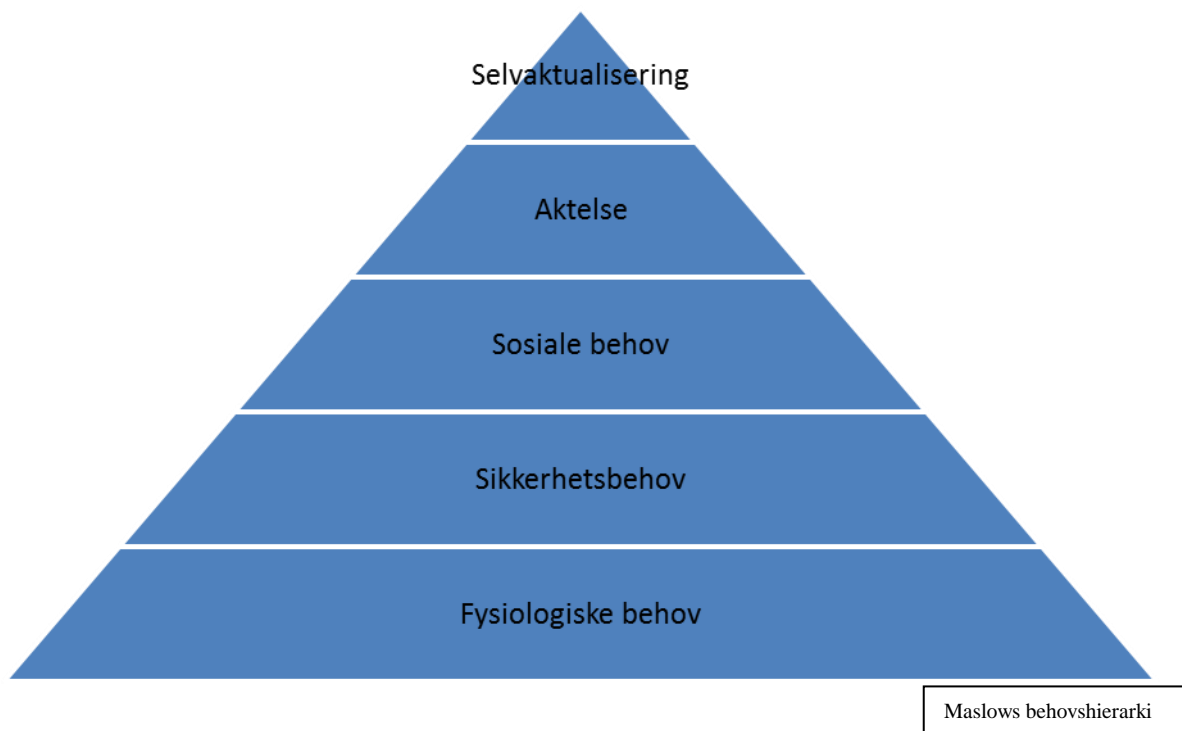 Selvaktualisering
Aktelse
Sosiale behov
Sikkerhetsbehov
Fysiologiske behov
Maslows behovshierarki